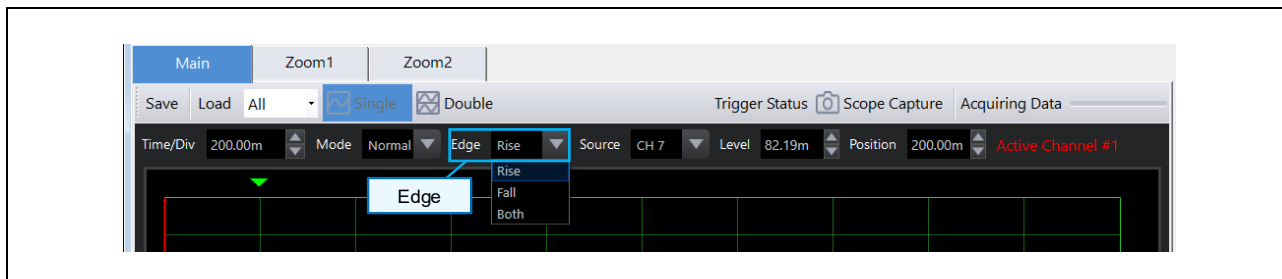 Main Zoom1 Zoom2
Save Load All Single Double Trigger Status Scope Capture Acquiring Data
Time/Div 200.00m Mode Normal Edge Rise Source CH 7 Level 82.19m Position 200.00m Active Channel #1
Rise
Edge
Fall
Both